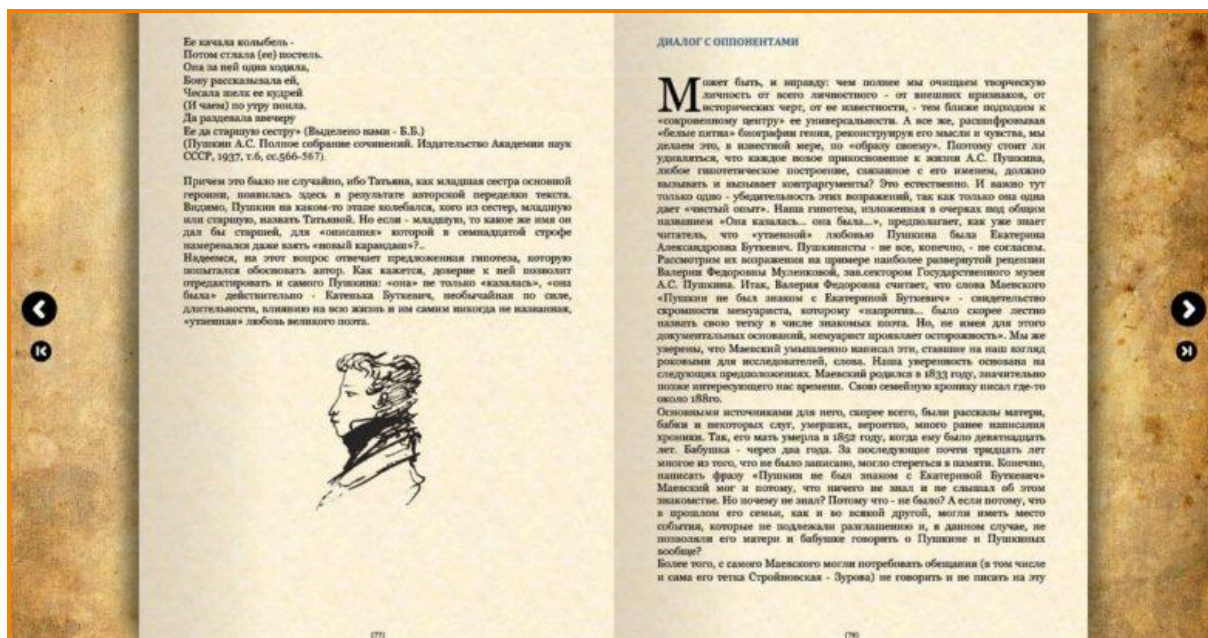 Ее качала колыбель -
Потом стлала (ее) постель.
Она за ней одна ходила,
Бову рассказывала ей,
Чесала шелк ее кудрей
(И чаем) по утру поила.
Да раздевала ввечеру
Ее да старшую сестру» (Выделено нами - Б.Б.)
(Пушкин А.С. Полное собрание сочинений. Издательство Академии наук
СССР, 1937, т.6, сс.566-567).
Причем это было не случайно, ибо Татьяна, как младшая сестра основной
героини, появилась здесь в результате авторской переделки текста.
Видимо, Пушкин на каком-то этапе колебался, кого из сестер, младшую
или старшую, назвать Татьяной. Но если - младшую, то какое же имя он
дал бы старшей, для «описания» которой в семнадцатой строфе
намеревался даже взять «новый карандаш»?..
Надеемся, на этот вопрос отвечает предложенная гипотеза, которую
попытался обосновать автор. Как кажется, доверие к ней позволит
отредактировать и самого Пушкина: «она» не только «казалась», «она
была» действительно - Катенька Буткевич, необычайная по силе,
длительности, влиянию на всю жизнь и им самим никогда не названная,
«утаенная» любовь великого поэта.
[77]
ДИАЛОГ С ОППОНЕНТАМИ
Может быть, и вправду: чем полнее мы очищаем творческую
личность от всего личностного - от внешних признаков, от
исторических черт, от ее известности, - тем ближе подходим к
«сокровенному центру» ее универсальности. А все же, расшифровывая
«белые пятна» биографии гения, реконструируя его мысли и чувства, мы
делаем это, в известной мере, по «образу своему». Поэтому стоит ли
удивляться, что каждое новое прикосновение к жизни А.С. Пушкина,
любое гипотетическое построение, связанное с его именем, должно
вызывать и вызывает контраргументы? Это естественно. И важно тут
только одно - убедительность этих возражений, так как только она одна
дает «чистый опыт». Наша гипотеза, изложенная в очерках под общим
названием «Она казалась... она была...», предполагает, как уже знает
читатель, что «утаенной» любовью Пушкина была Екатерина
Александровна Буткевич. Пушкинисты - не все, конечно, - не согласны.
Рассмотрим их возражения на примере наиболее развернутой рецензии
Валерии Федоровны Муленковой, зав.сектором Государственного музея
А.С. Пушкина. Итак, Валерия Федоровна считает, что слова Маевского
«Пушкин не был знаком с Екатериной Буткевич» - свидетельство
скромности мемуариста, которому «напротив... было скорее лестно
назвать свою тетку в числе знакомых поэта. Но, не имея для этого
документальных оснований, мемуарист проявляет осторожность». Мы же
уверены, что Маевский умышленно написал эти, ставшие на наш взгляд
роковыми для исследователей, слова. Наша уверенность основана на
следующих предположениях. Маевский родился в 1833 году, значительно
позже интересующего нас времени. Свою семейную хронику писал где-то
около 1881го.
Основными источниками для него, скорее всего, были рассказы матери,
бабки и некоторых слуг, умерших, вероятно, много ранее написания
хроники. Так, его мать умерла в 1852 году, когда ему было девятнадцать
лет. Бабушка - через два года. За последующие почти тридцать лет
многое из того, что не было записано, могло стереться в памяти. Конечно,
написать фразу «Пушкин не был знаком с Екатериной Буткевич»
Маевский мог и потому, что ничего не знал и не слышал об этом
знакомстве. Но почему не знал? Потому что - не было? А если потому, что
в прошлом его семьи, как и во всякой другой, могли иметь место
события, которые не подлежали разглашению и, в данном случае, не
позволяли его матери и бабушке говорить о Пушкине и Пушкиных
вообще?
Более того, с самого Маевского могли потребовать обещания (в том числе
и сама его тетка Стройновская - Зурова) не говорить и не писать на эту
[78]